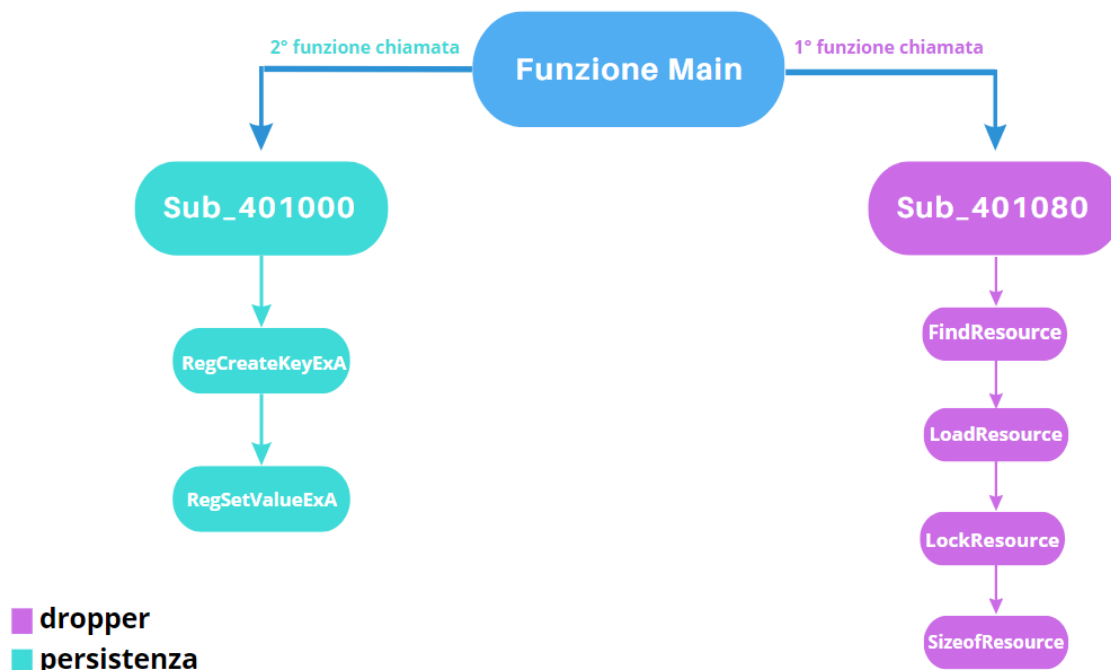 2° funzione chiamata
Funzione Main
1° funzione chiamata
Sub_401000
Sub_401080
RegCreateKeyExA
RegSetValueExA
FindResource
LoadResource
LockResource
SizeofResource
dropper
persistenza